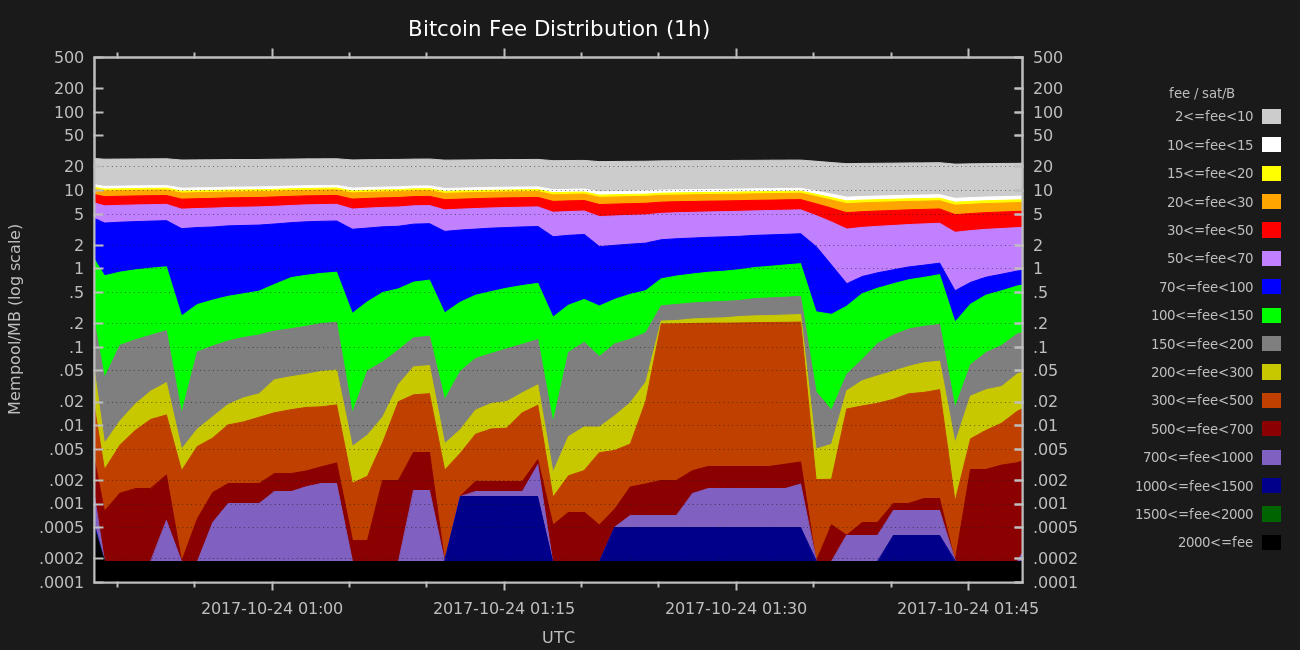 Bitcoin Fee Distribution (1h)
500 500
200 200
100 100
50 50
20 20
10 10
5 5
2 2
1 1
.5 .5
.2 .2
.1 .1
.05 .05
.02 .02
.01 .01
.005 .005
.002 .002
.001 .001
.0005 .0005
.0002 .0002
.0001 .0001
Mempool/MB (log scale)
2017-10-24 01:00 2017-10-24 01:15 2017-10-24 01:30 2017-10-24 01:45
UTC
fee / sat/B
2<=fee<10
10<=fee<15
15<=fee<20
20<=fee<30
30<=fee<50
50<=fee<70
70<=fee<100
100<=fee<150
150<=fee<200
200<=fee<300
300<=fee<500
500<=fee<700
700<=fee<1000
1000<=fee<1500
1500<=fee<2000
2000<=fee